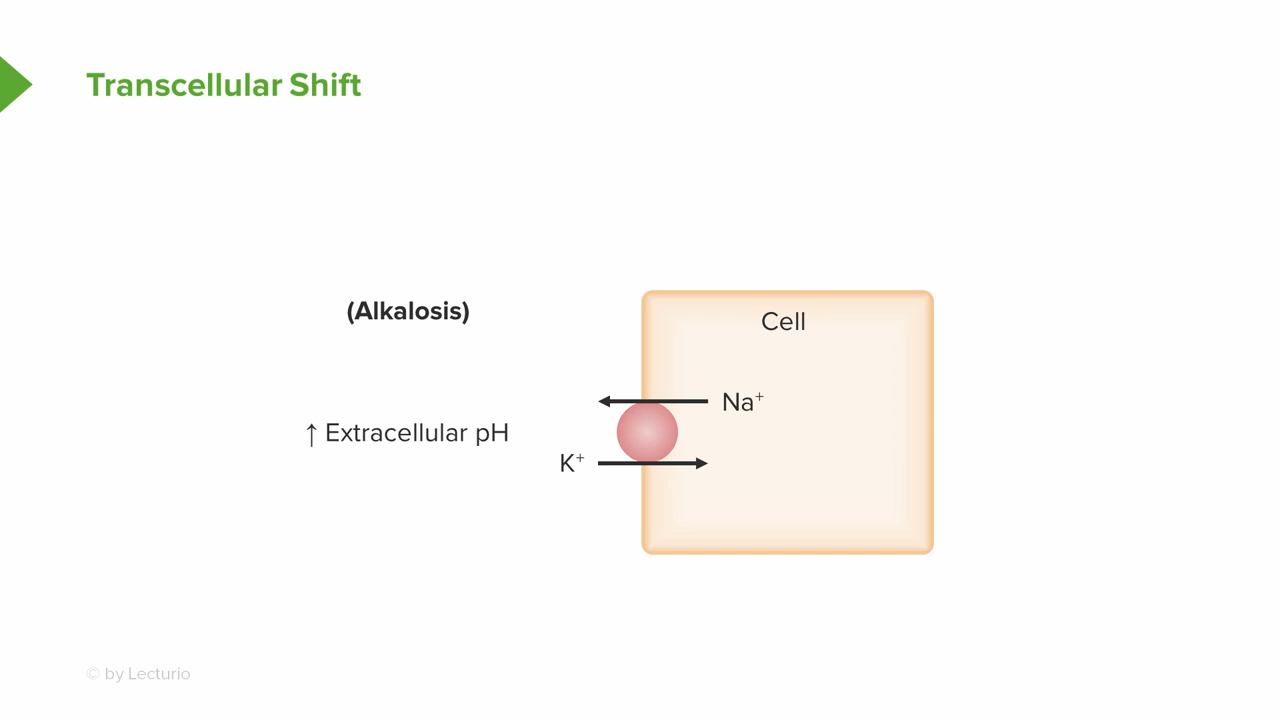 Transcellular Shift
(Alkalosis)
Cell
Na⁺
↑ Extracellular pH
K⁺
© by Lecturio